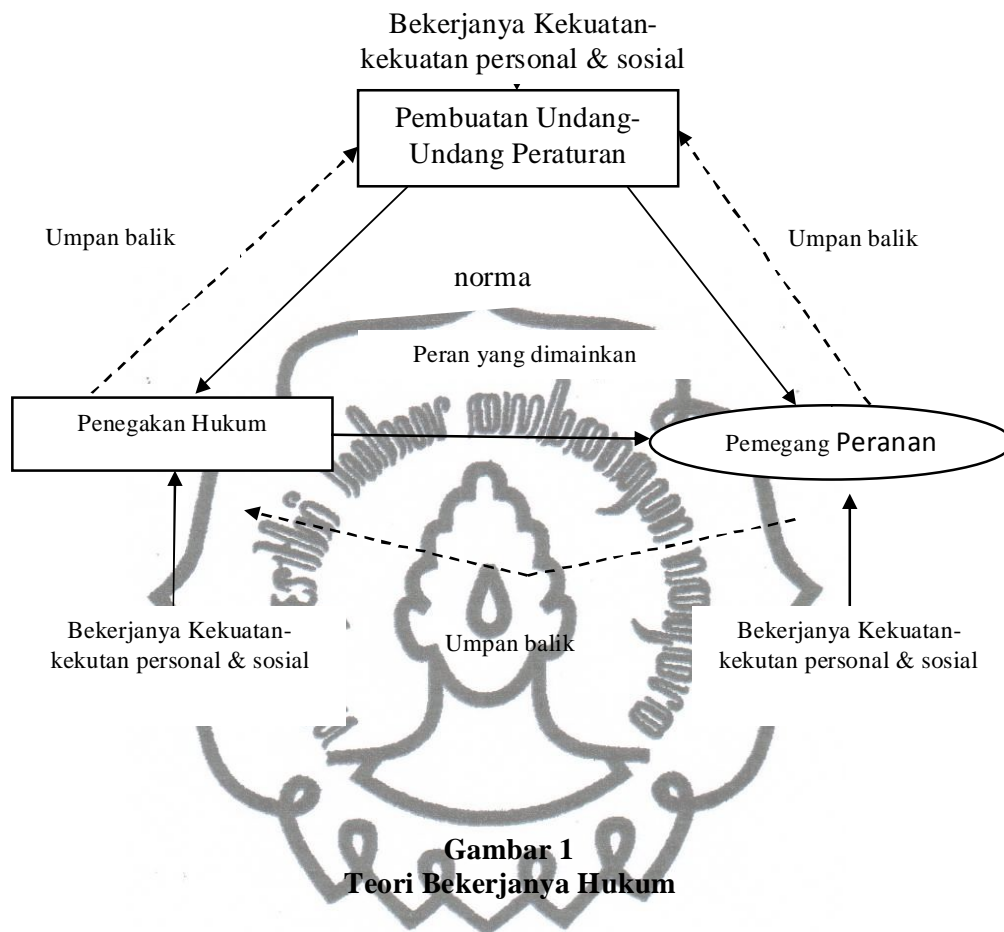 Bekerjanya Kekuatan-
kekuatan personal & sosial
Pembuatan Undang-
Undang Peraturan
Umpan balik
Umpan balik
norma
Peran yang dimainkan
Penegakan Hukum
Pemegang Peranan
Bekerjanya Kekuatan-
kekutan personal & sosial
Umpan balik
Bekerjanya Kekuatan-
kekutan personal & sosial
Gambar 1
Teori Bekerjanya Hukum